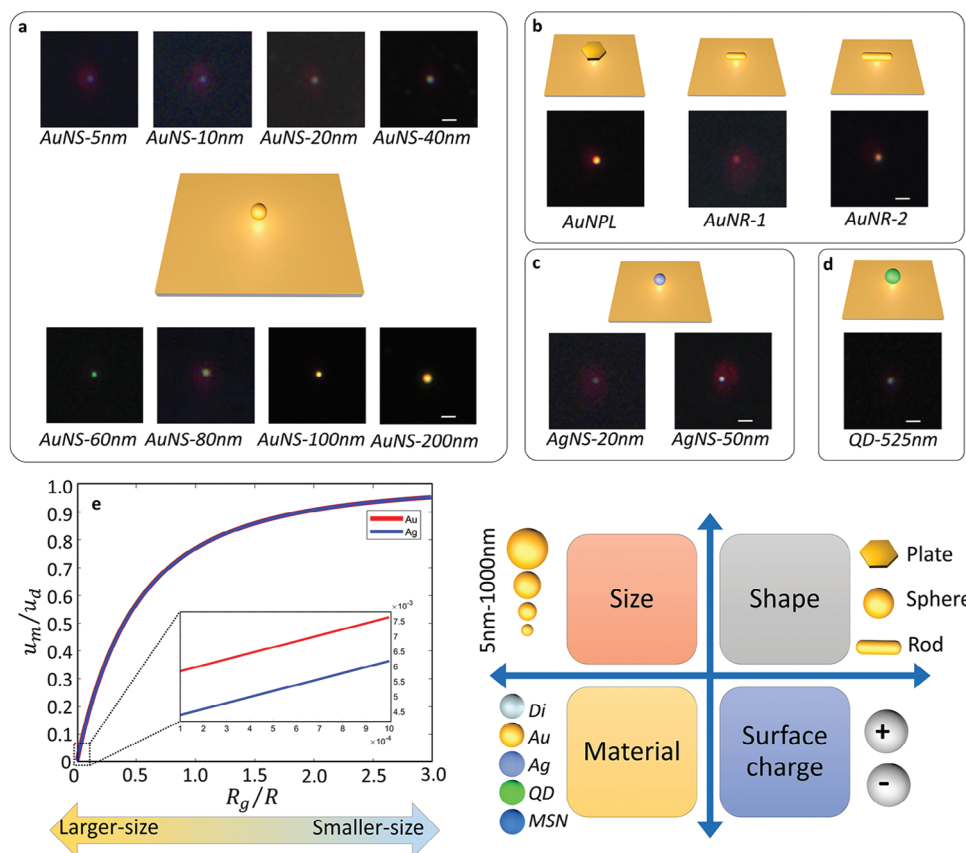 a
AuNS-5nm
AuNS-10nm
AuNS-20nm
AuNS-40nm
AuNS-60nm
AuNS-80nm
AuNS-100nm
AuNS-200nm
b
AuNPL
AuNR-1
AuNR-2
c
AgNS-20nm
AgNS-50nm
d
QD-525nm
e
u_m/u_d
1.0
0.9
0.8
0.7
0.6
0.5
0.4
0.3
0.2
0.1
0
Au
Ag
×10⁻³
7.5
7
6.5
6
5.5
5
4.5
1 2 3 4 5 6 7 8 9 10
×10⁻⁴
0 0.5 1.0 1.5 2.0 2.5 3.0
R_g/R
Larger-size Smaller-size
5nm-1000nm
Size
Shape
Plate
Sphere
Rod
Di
Au
Ag
QD
MSN
Material
Surface
charge
+
-